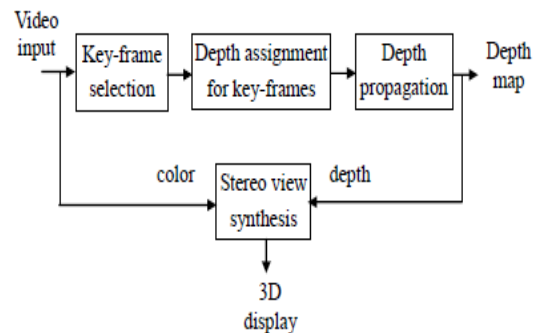 Video
input
Key-frame
selection
Depth assignment
for key-frames
Depth
propagation
Depth
map
color
Stereo view
synthesis
depth
3D
display